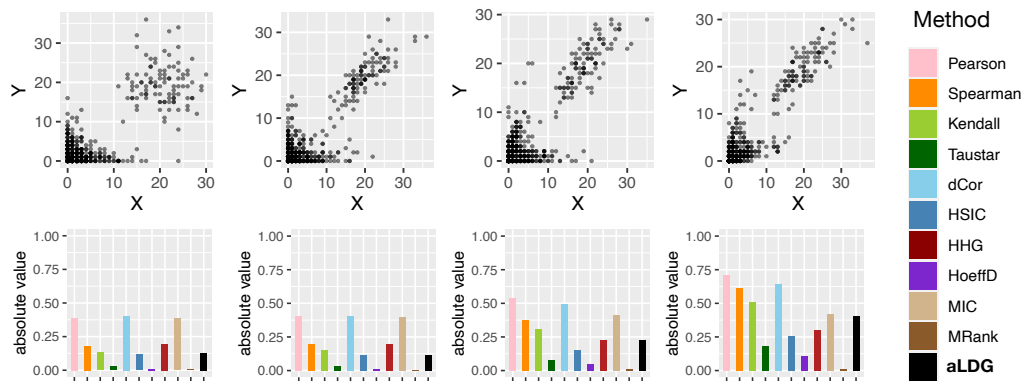 Y
30
20
10
0
0 10 20 30
X
Y
30
20
10
0
0 10 20 30
X
Y
30
20
10
0
0 10 20 30
X
Y
30
20
10
0
0 10 20 30
X
absolute value
1.00
0.75
0.50
0.25
0.00
absolute value
1.00
0.75
0.50
0.25
0.00
absolute value
1.00
0.75
0.50
0.25
0.00
absolute value
1.00
0.75
0.50
0.25
0.00
Method
Pearson
Spearman
Kendall
Taustar
dCor
HSIC
HHG
HoeffD
MIC
MRank
aLDG